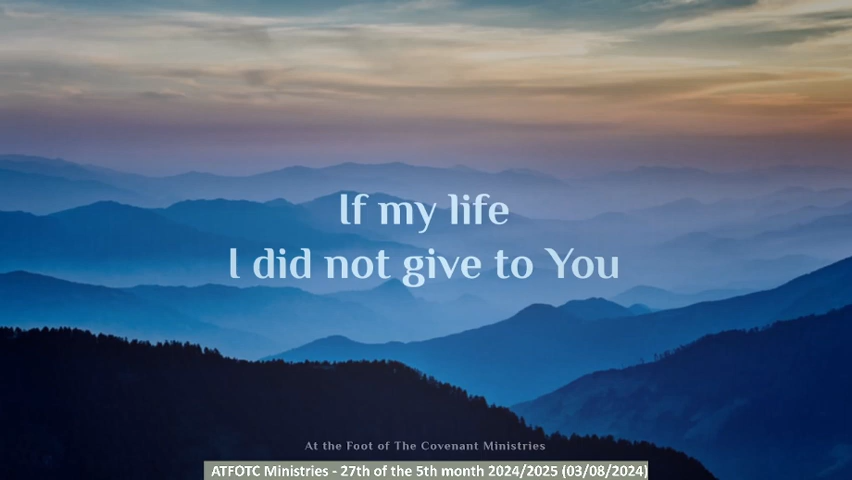 If my life
I did not give to You
At the Foot of The Covenant Ministries
ATFOTC Ministries - 27th of the 5th month 2024/2025 (03/08/2024)